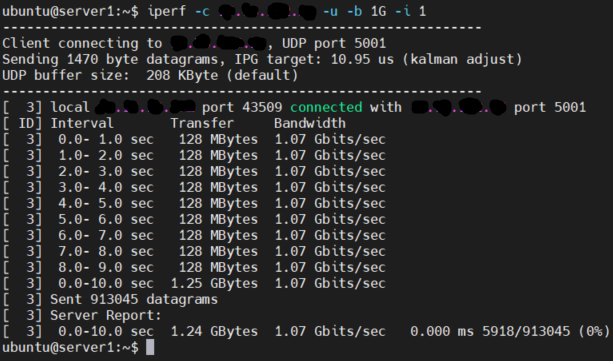 ubuntu@server1:~$ iperf -c -u -b 1G -i 1
------------------------------------------------------------
Client connecting to , UDP port 5001
Sending 1470 byte datagrams, IPG target: 10.95 us (kalman adjust)
UDP buffer size:  208 KByte (default)
------------------------------------------------------------
[  3] local port 43509 connected with port 5001
[ ID] Interval       Transfer     Bandwidth
[  3]  0.0- 1.0 sec   128 MBytes  1.07 Gbits/sec
[  3]  1.0- 2.0 sec   128 MBytes  1.07 Gbits/sec
[  3]  2.0- 3.0 sec   128 MBytes  1.07 Gbits/sec
[  3]  3.0- 4.0 sec   128 MBytes  1.07 Gbits/sec
[  3]  4.0- 5.0 sec   128 MBytes  1.07 Gbits/sec
[  3]  5.0- 6.0 sec   128 MBytes  1.07 Gbits/sec
[  3]  6.0- 7.0 sec   128 MBytes  1.07 Gbits/sec
[  3]  7.0- 8.0 sec   128 MBytes  1.07 Gbits/sec
[  3]  8.0- 9.0 sec   128 MBytes  1.07 Gbits/sec
[  3]  0.0-10.0 sec  1.25 GBytes  1.07 Gbits/sec
[  3] Sent 913045 datagrams
[  3] Server Report:
[  3]  0.0-10.0 sec  1.24 GBytes  1.07 Gbits/sec   0.000 ms 5918/913045 (0%)
ubuntu@server1:~$